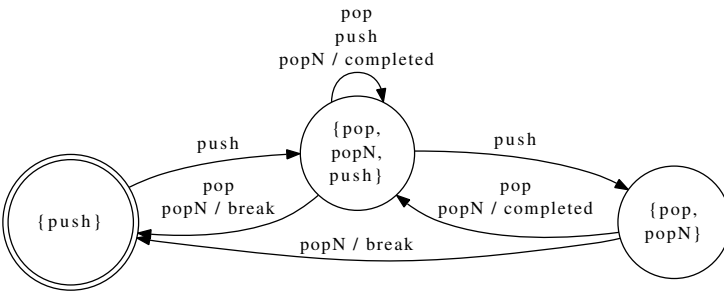 pop
push
popN / completed
{pop,
popN,
push}
push
push
pop
popN / break
pop
popN / completed
{push}
{pop,
popN}
popN / break